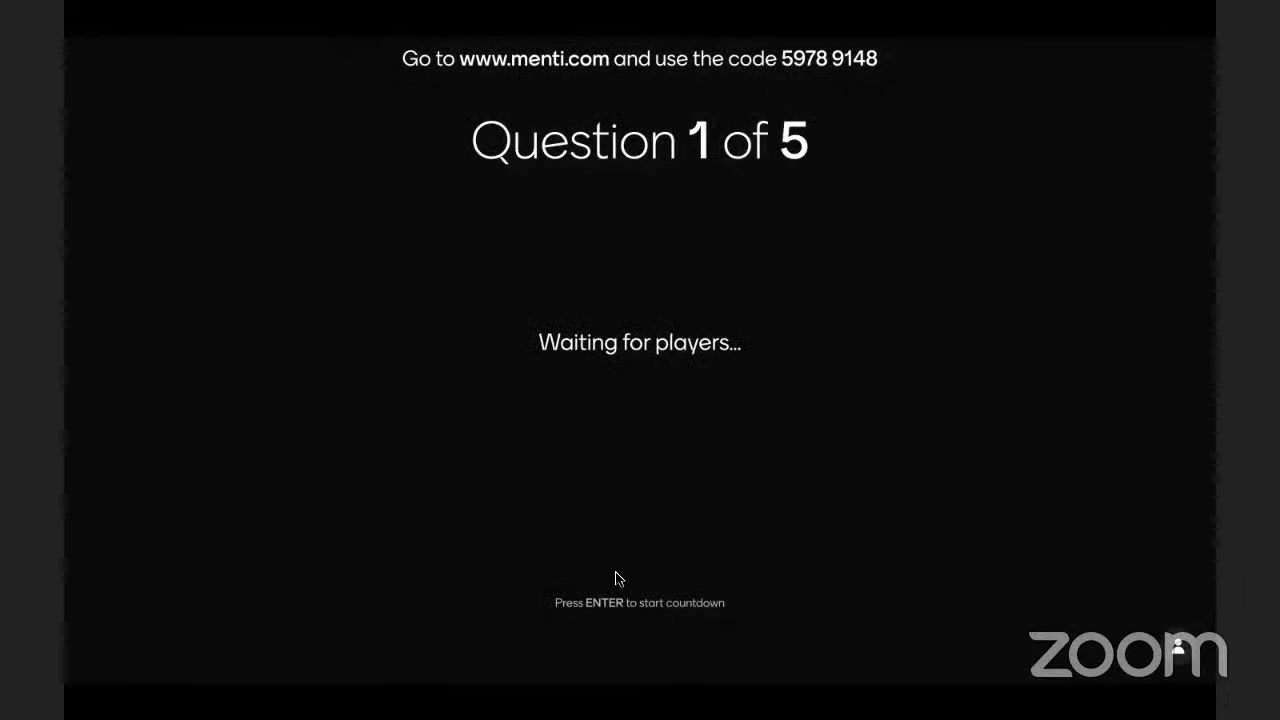 Go to www.menti.com and use the code 5978 9148
Question 1 of 5
Waiting for players...
Press ENTER to start countdown
zoom